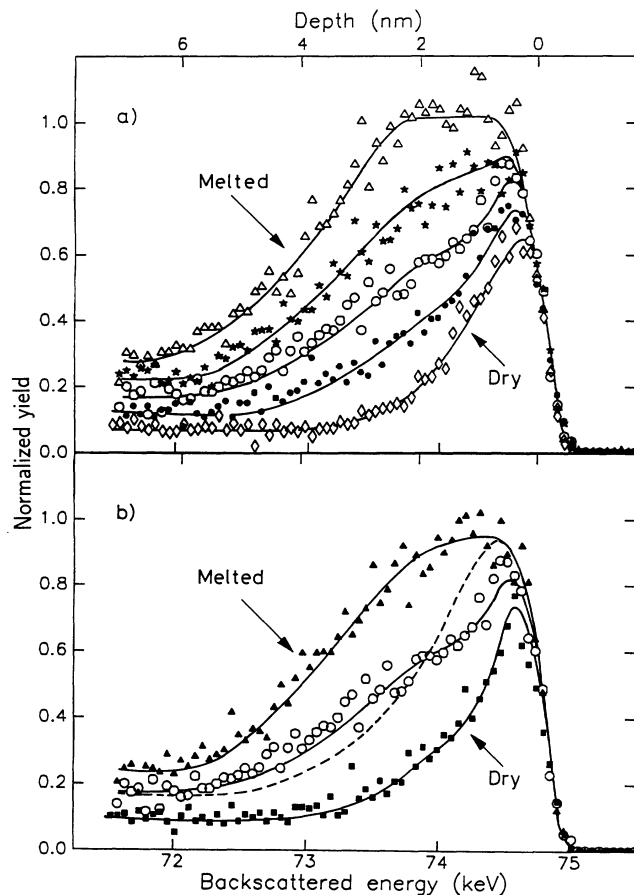 Depth (nm)
6 4 2 0
a)
1.0
0.8
0.6
0.4
0.2
0.0
Melted
Dry
Normalized yield
b)
1.0
0.8
0.6
0.4
0.2
0.0
Melted
Dry
72 73 74 75
Backscattered energy (keV)